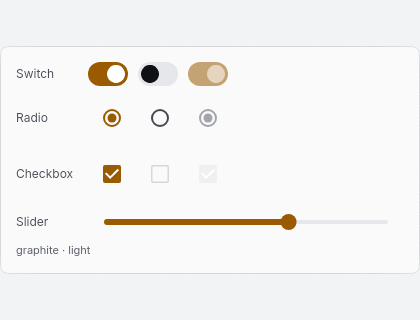 Switch
Radio
Checkbox
Slider
graphite · light